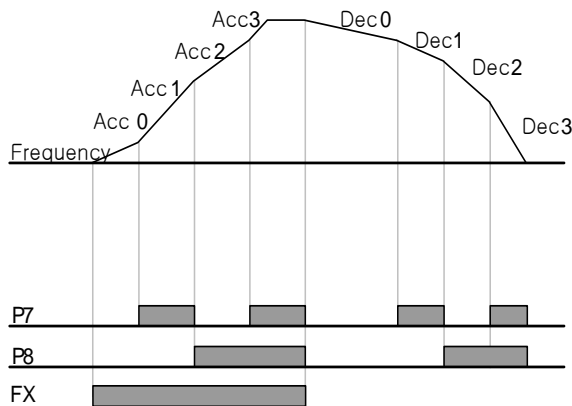 Acc3
Dec0
Acc2
Dec1
Acc1
Dec2
Acc 0
Dec3
Frequency
P7
P8
FX